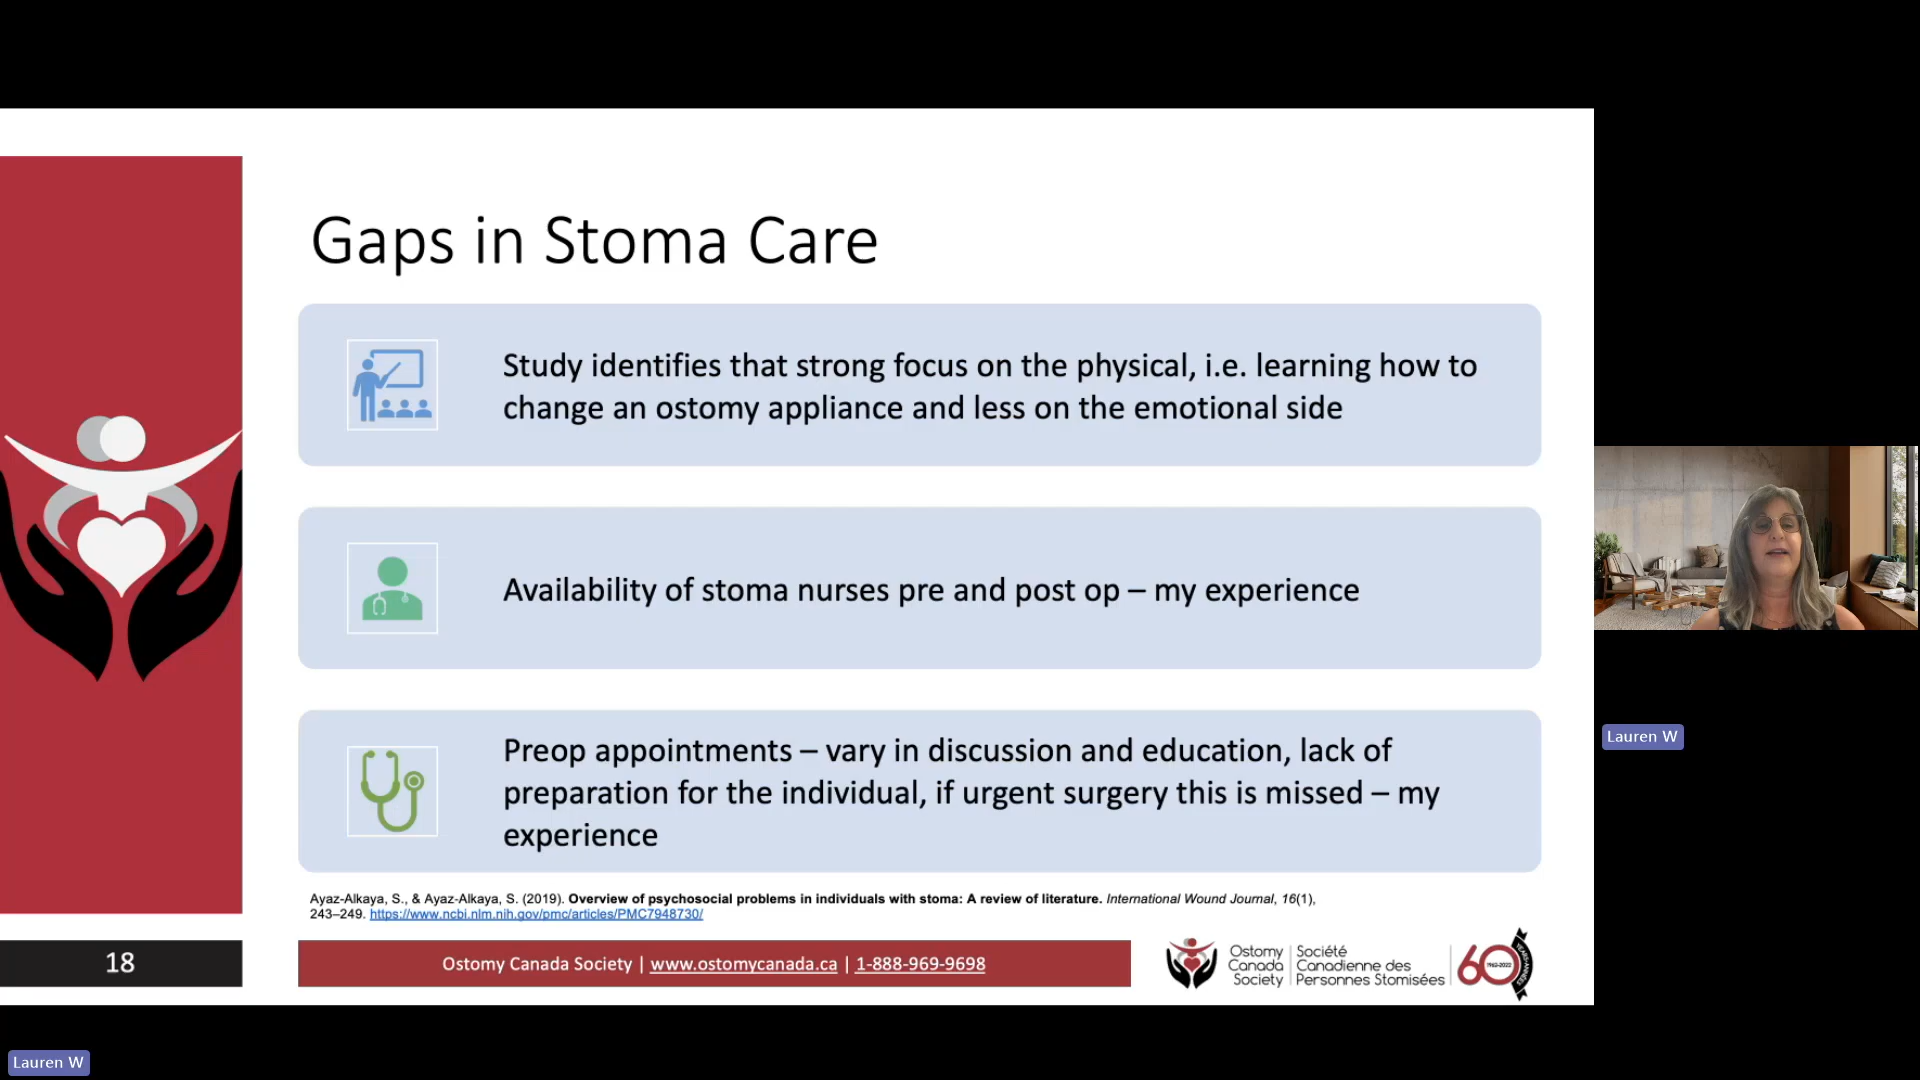 Gaps in Stoma Care
Study identifies that strong focus on the physical, i.e. learning how to
change an ostomy appliance and less on the emotional side
Availability of stoma nurses pre and post op – my experience
Preop appointments – vary in discussion and education, lack of
preparation for the individual, if urgent surgery this is missed – my
experience
Ayaz-Alkaya, S., & Ayaz-Alkaya, S. (2019). Overview of psychosocial problems in individuals with stoma: A review of literature. International Wound Journal, 16(1),
243–249. https://www.ncbi.nlm.nih.gov/pmc/articles/PMC7948730/
18
Ostomy Canada Society | www.ostomycanada.ca | 1-888-969-9698
Ostomy
Canada
Society
Société
Canadienne des
Personnes Stomisées
60
1962-2022
Lauren W
Lauren W